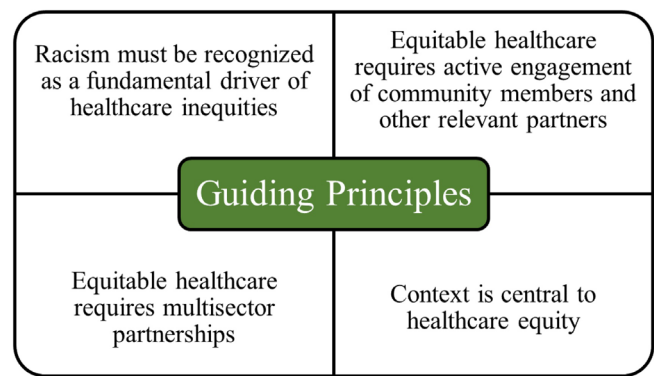 Racism must be recognized
as a fundamental driver of
healthcare inequities
Equitable healthcare
requires active engagement
of community members and
other relevant partners
Guiding Principles
Equitable healthcare
requires multisector
partnerships
Context is central to
healthcare equity